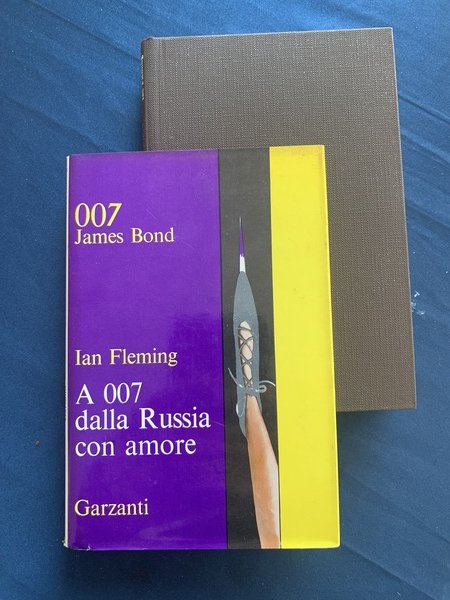 007
James Bond
Ian Fleming
A 007
dalla Russia
con amore
Garzanti